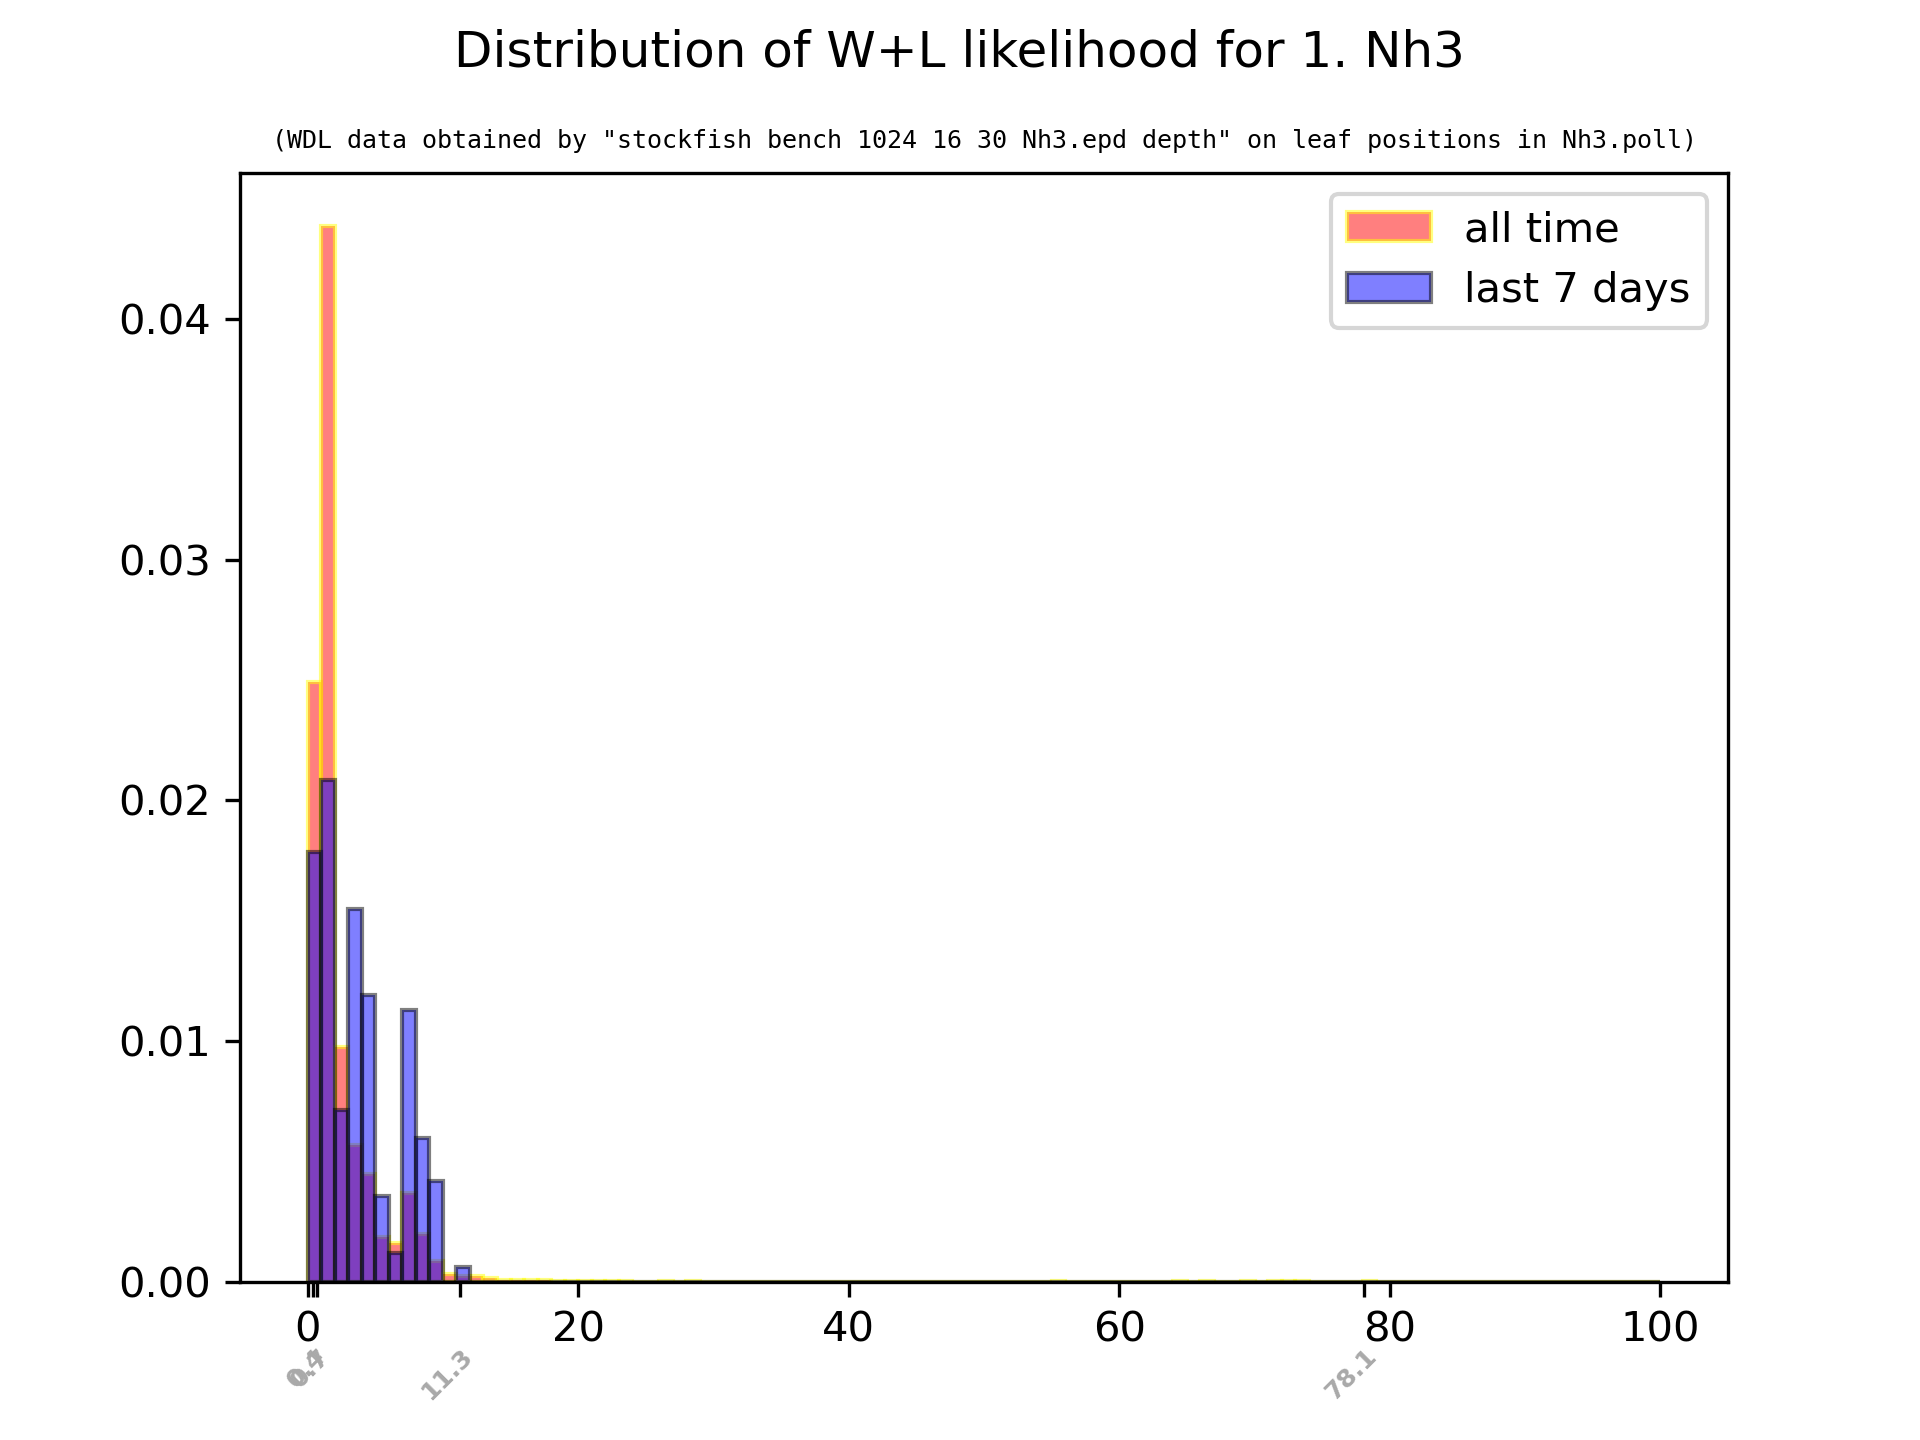 Distribution of W+L likelihood for 1. Nh3
(WDL data obtained by "stockfish bench 1024 16 30 Nh3.epd depth" on leaf positions in Nh3.poll)
all time
last 7 days
0.04
0.03
0.02
0.01
0.00
0 20 40 60 80 100
11.3 78.1